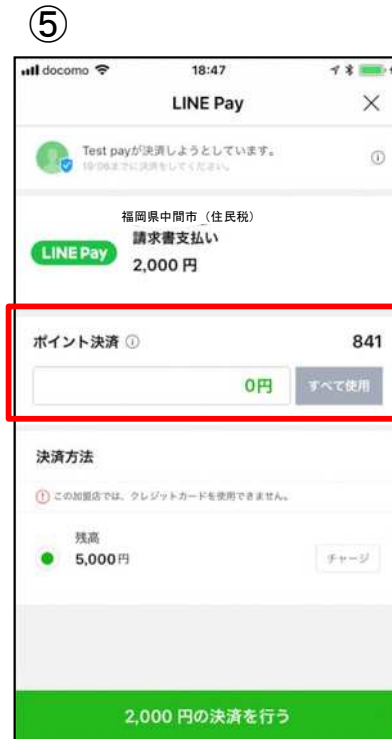 ⑤
docomo 18:47
LINE Pay
Test payが決済しようとしています。
19:06までに決済をしてください。
福岡県中間市（住民税）
LINE Pay
請求書支払い
2,000 円
ポイント決済
841
0円
すべて使用
決済方法
この加盟店では、クレジットカードを使用できません。
残高
5,000円
チャージ
2,000 円の決済を行う